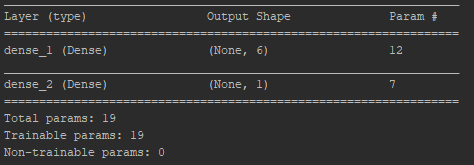 Layer (type) Output Shape Param #
=================================================================
dense_1 (Dense) (None, 6) 12
_________________________________________________________________
dense_2 (Dense) (None, 1) 7
=================================================================
Total params: 19
Trainable params: 19
Non-trainable params: 0